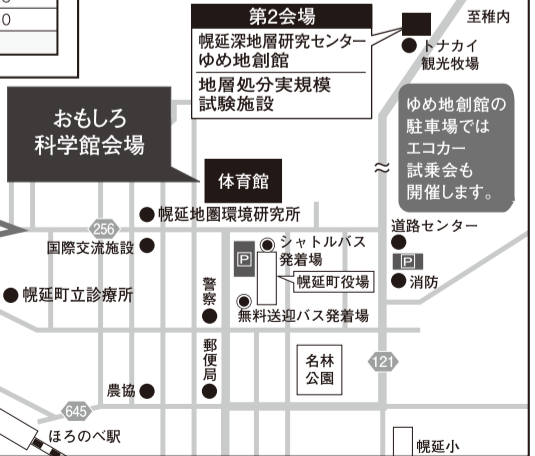 0
第2会場
幌延深地層研究センター
ゆめ地創館
地層処分実規模
試験施設
至稚内
トナカイ
観光牧場
おもしろ
科学館会場
ゆめ地創館の
駐車場では
エコカー
試乗会も
開催します。
体育館
幌延地圏環境研究所
256
国際交流施設
シャトルバス
発着場
P
幌延町役場
無料送迎バス発着場
道路センター
P
消防
幌延町立診療所
警察
郵便局
名林
公園
121
農協
645
ほろのべ駅
幌延小